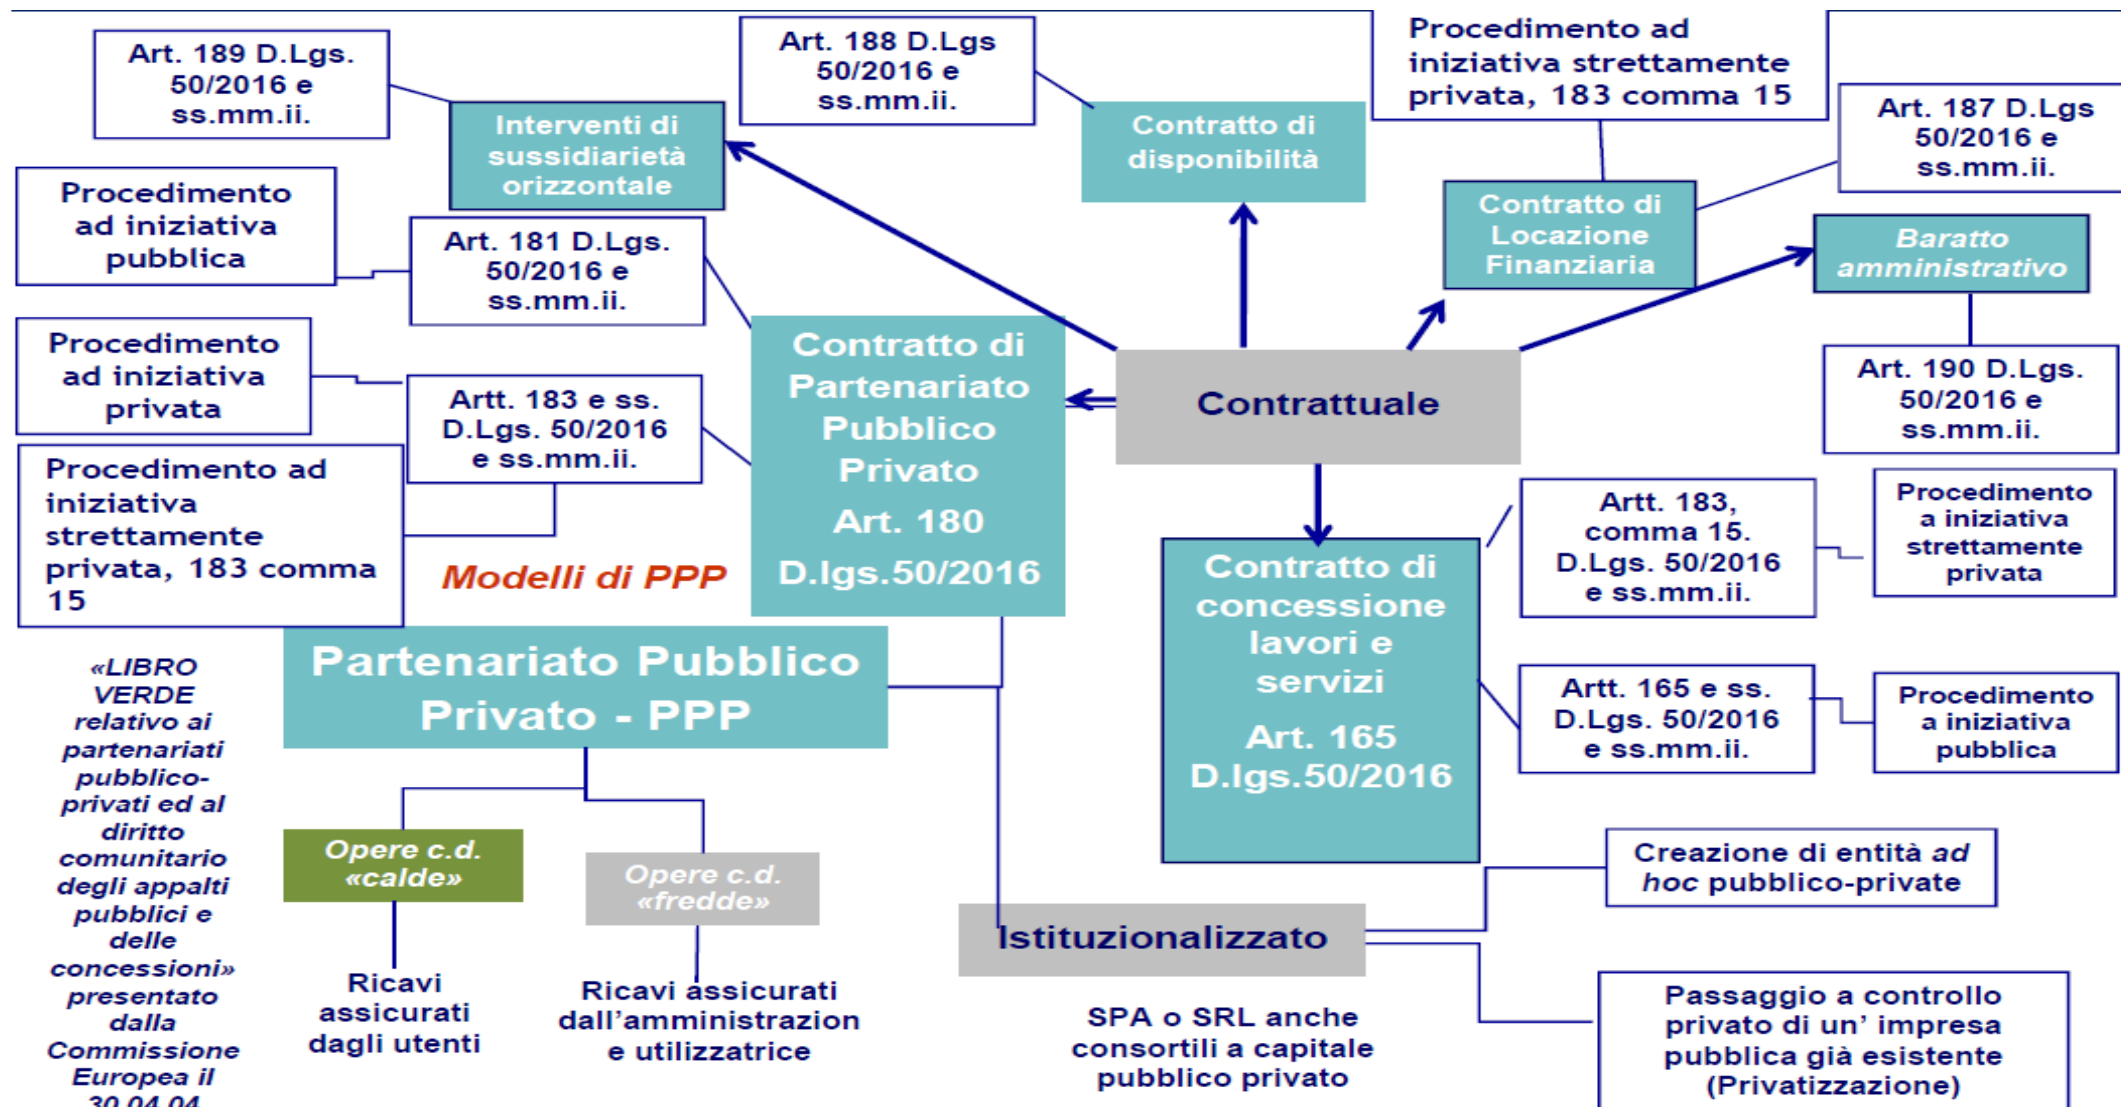 Art. 189 D.Lgs.
50/2016 e
ss.mm.ii.
Art. 188 D.Lgs
50/2016 e
ss.mm.ii.
Procedimento ad
iniziativa strettamente
privata, 183 comma 15
Art. 187 D.Lgs
50/2016 e
ss.mm.ii.
Interventi di
sussidiarietà
orizzontale
Contratto di
disponibilità
Contratto di
Locazione
Finanziaria
Baratto
amministrativo
Procedimento
ad iniziativa
pubblica
Art. 181 D.Lgs.
50/2016 e
ss.mm.ii.
Procedimento
ad iniziativa
privata
Artt. 183 e ss.
D.Lgs. 50/2016
e ss.mm.ii.
Contratto di
Partenariato
Pubblico
Privato
Art. 180
D.lgs.50/2016
Contrattuale
Art. 190 D.Lgs.
50/2016 e
ss.mm.ii.
Procedimento ad
iniziativa
strettamente
privata, 183 comma
15
Modelli di PPP
Contratto di
concessione
lavori e
servizi
Art. 165
D.lgs.50/2016
Artt. 183,
comma 15.
D.Lgs. 50/2016
e ss.mm.ii.
Procedimento
a iniziativa
strettamente
privata
Artt. 165 e ss.
D.Lgs. 50/2016
e ss.mm.ii.
Procedimento
a iniziativa
pubblica
Partenariato Pubblico
Privato - PPP
«LIBRO
VERDE
relativo ai
partenariati
pubblico-
privati ed al
diritto
comunitario
degli appalti
pubblici e
delle
concessioni»
presentato
dalla
Commissione
Europea il
30.04.04
Opere c.d.
«calde»
Opere c.d.
«fredde»
Ricavi
assicurati
dagli utenti
Ricavi assicurati
dall'amministrazion
e utilizzatrice
Istituzionalizzato
SPA o SRL anche
consortili a capitale
pubblico privato
Creazione di entità ad
hoc pubblico-private
Passaggio a controllo
privato di un' impresa
pubblica già esistente
(Privatizzazione)